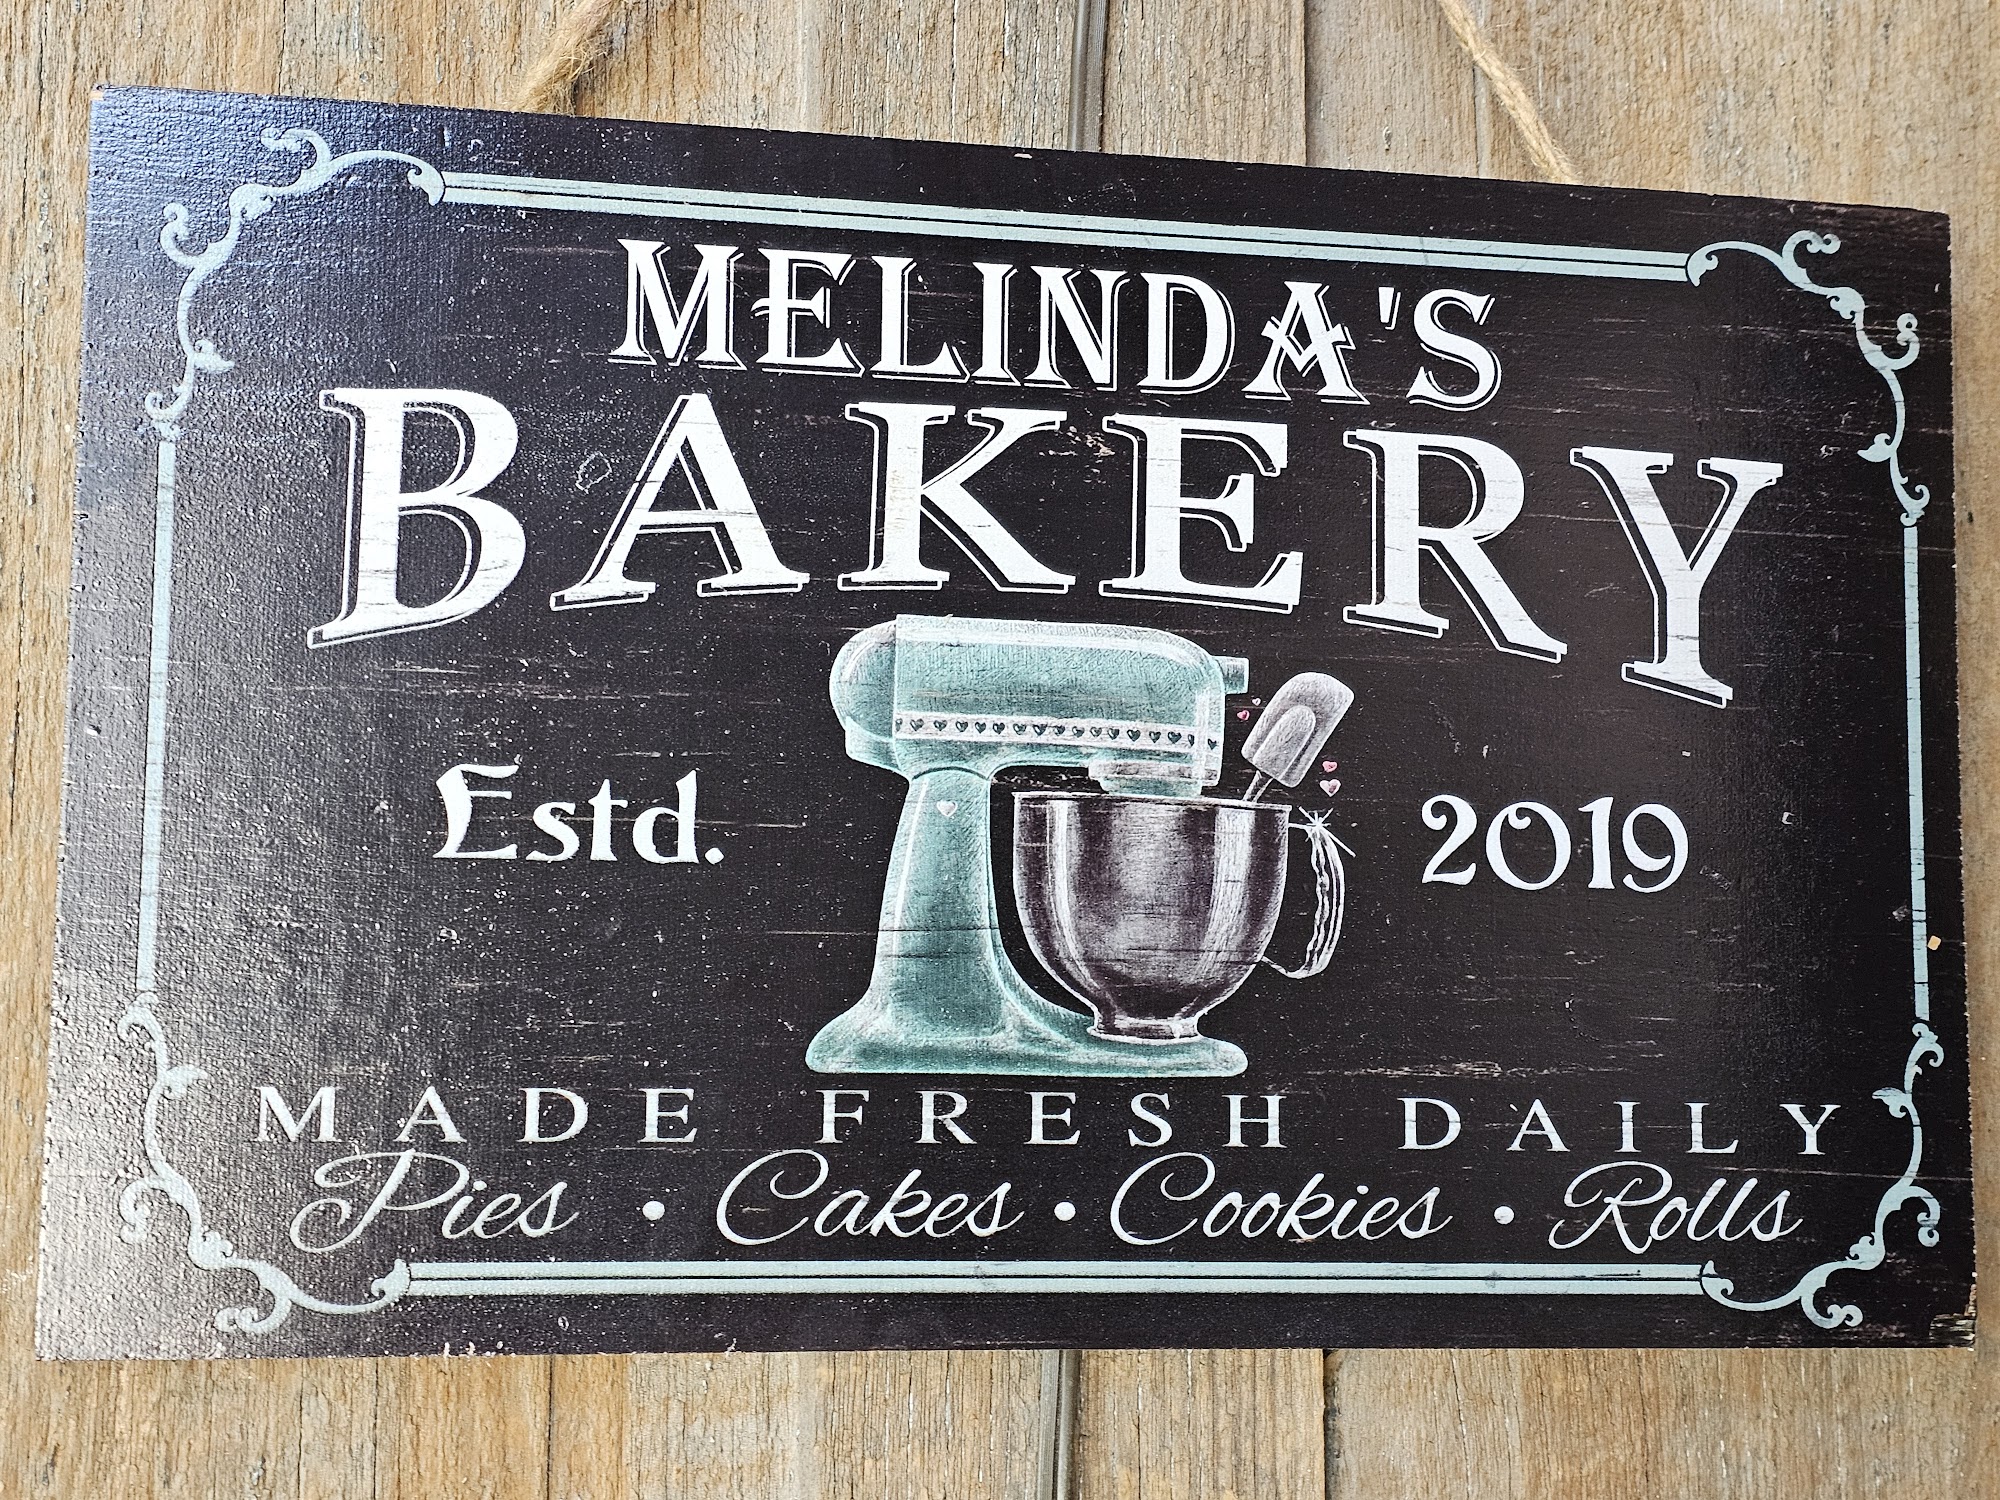 MELINDA'S
BAKERY
Estd. 2019
MADE FRESH DAILY
Pies • Cakes • Cookies • Rolls